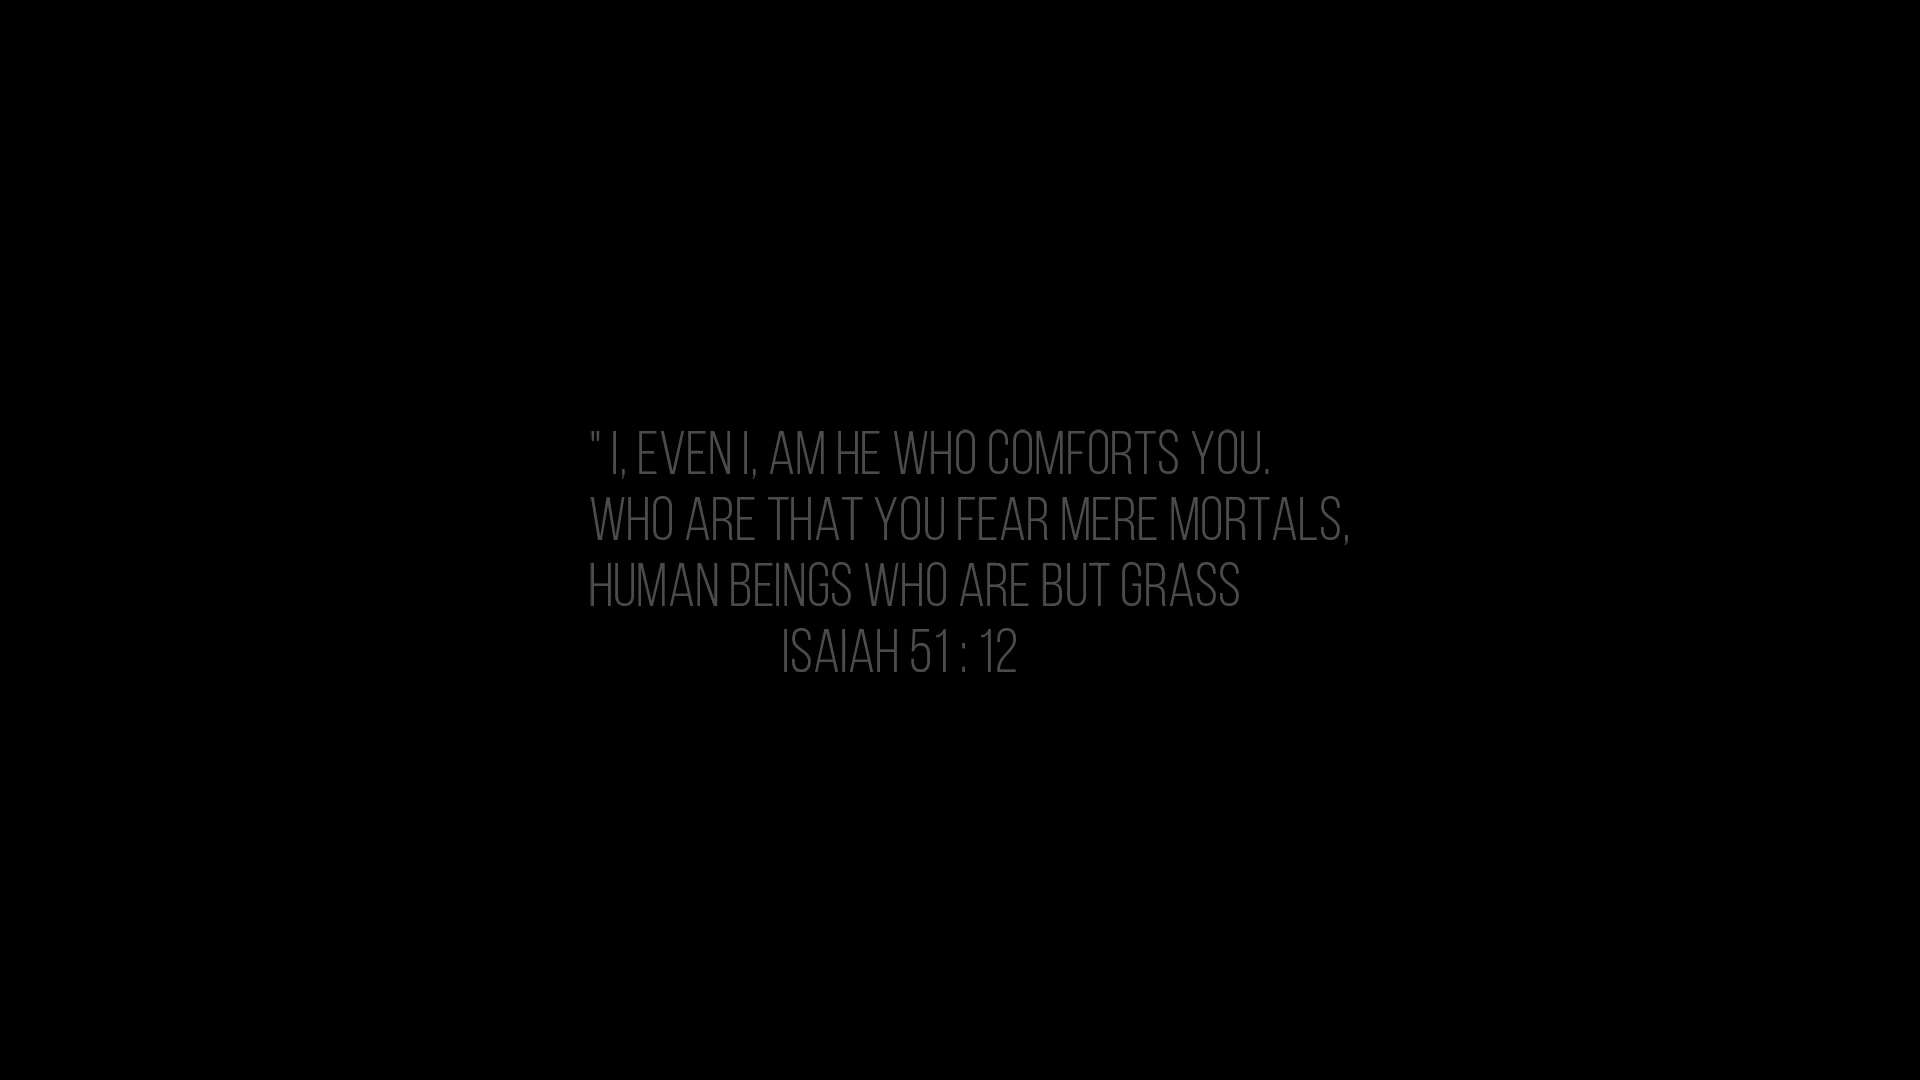 " I, EVEN I, AM HE WHO COMFORTS YOU.
WHO ARE THAT YOU FEAR MERE MORTALS,
HUMAN BEINGS WHO ARE BUT GRASS
ISAIAH 51 : 12